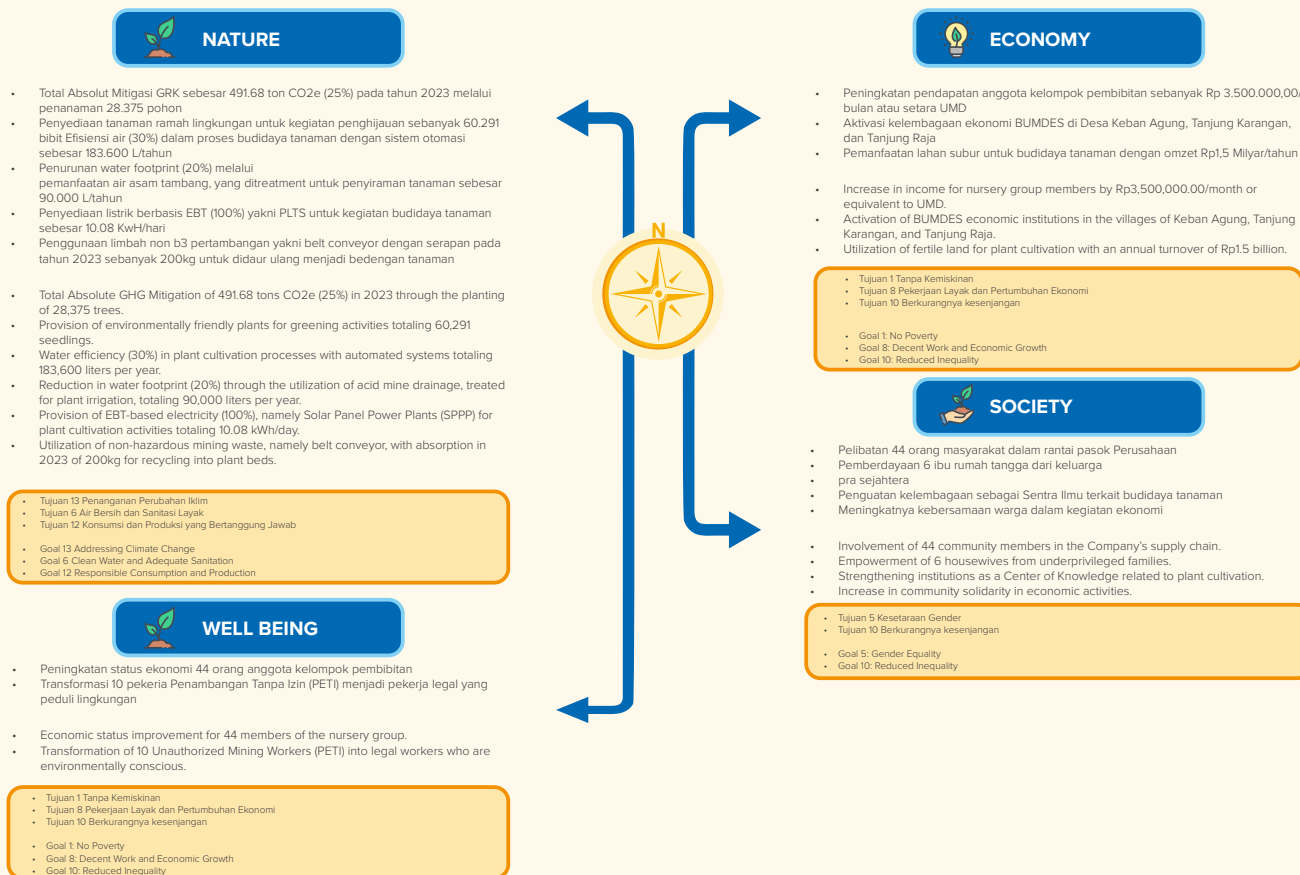 NATURE
• Total Absolut Mitigasi GRK sebesar 491.68 ton CO2e (25%) pada tahun 2023 melalui
penanaman 28.375 pohon
• Penyediaan tanaman ramah lingkungan untuk kegiatan penghijauan sebanyak 60.291
bibit Efisiensi air (30%) dalam proses budidaya tanaman dengan sistem otomasi
sebesar 183.600 L/tahun
• Penurunan water footprint (20%) melalui
pemanfaatan air asam tambang, yang ditreatment untuk penyiraman tanaman sebesar
90.000 L/tahun
• Penyediaan listrik berbasis EBT (100%) yakni PLTS untuk kegiatan budidaya tanaman
sebesar 10.08 KwH/hari
• Penggunaan limbah non b3 pertambangan yakni belt conveyor dengan serapan pada
tahun 2023 sebanyak 200kg untuk didaur ulang menjadi bedengan tanaman
• Total Absolute GHG Mitigation of 491.68 tons CO2e (25%) in 2023 through the planting
of 28,375 trees.
• Provision of environmentally friendly plants for greening activities totaling 60,291
seedlings.
• Water efficiency (30%) in plant cultivation processes with automated systems totaling
183,600 liters per year.
• Reduction in water footprint (20%) through the utilization of acid mine drainage, treated
for plant irrigation, totaling 90,000 liters per year.
• Provision of EBT-based electricity (100%), namely Solar Panel Power Plants (SPPP) for
plant cultivation activities totaling 10.08 kWh/day.
• Utilization of non-hazardous mining waste, namely belt conveyor, with absorption in
2023 of 200kg for recycling into plant beds.
• Tujuan 13 Penanganan Perubahan Iklim
• Tujuan 6 Air Bersih dan Sanitasi Layak
• Tujuan 12 Konsumsi dan Produksi yang Bertanggung Jawab
• Goal 13 Addressing Climate Change
• Goal 6 Clean Water and Adequate Sanitation
• Goal 12 Responsible Consumption and Production
WELL BEING
• Peningkatan status ekonomi 44 orang anggota kelompok pembibitan
• Transformasi 10 pekeria Penambangan Tanpa Izin (PETI) menjadi pekerja legal yang
peduli lingkungan
• Economic status improvement for 44 members of the nursery group.
• Transformation of 10 Unauthorized Mining Workers (PETI) into legal workers who are
environmentally conscious.
• Tujuan 1 Tanpa Kemiskinan
• Tujuan 8 Pekerjaan Layak dan Pertumbuhan Ekonomi
• Tujuan 10 Berkurangnya kesenjangan
• Goal 1: No Poverty
• Goal 8: Decent Work and Economic Growth
• Goal 10: Reduced Inequality
N
ECONOMY
• Peningkatan pendapatan anggota kelompok pembibitan sebanyak Rp 3.500.000,00/
bulan atau setara UMD
• Aktivasi kelembagaan ekonomi BUMDES di Desa Keban Agung, Tanjung Karangan,
dan Tanjung Raja
• Pemanfaatan lahan subur untuk budidaya tanaman dengan omzet Rp1,5 Milyar/tahun
• Increase in income for nursery group members by Rp3,500,000.00/month or
equivalent to UMD.
• Activation of BUMDES economic institutions in the villages of Keban Agung, Tanjung
Karangan, and Tanjung Raja.
• Utilization of fertile land for plant cultivation with an annual turnover of Rp1.5 billion.
• Tujuan 1 Tanpa Kemiskinan
• Tujuan 8 Pekerjaan Layak dan Pertumbuhan Ekonomi
• Tujuan 10 Berkurangnya kesenjangan
• Goal 1: No Poverty
• Goal 8: Decent Work and Economic Growth
• Goal 10: Reduced Inequality
SOCIETY
• Pelibatan 44 orang masyarakat dalam rantai pasok Perusahaan
• Pemberdayaan 6 ibu rumah tangga dari keluarga
• pra sejahtera
• Penguatan kelembagaan sebagai Sentra Ilmu terkait budidaya tanaman
• Meningkatnya kebersamaan warga dalam kegiatan ekonomi
• Involvement of 44 community members in the Company’s supply chain.
• Empowerment of 6 housewives from underprivileged families.
• Strengthening institutions as a Center of Knowledge related to plant cultivation.
• Increase in community solidarity in economic activities.
• Tujuan 5 Kesetaraan Gender
• Tujuan 10 Berkurangnya kesenjangan
• Goal 5: Gender Equality
• Goal 10: Reduced Inequality